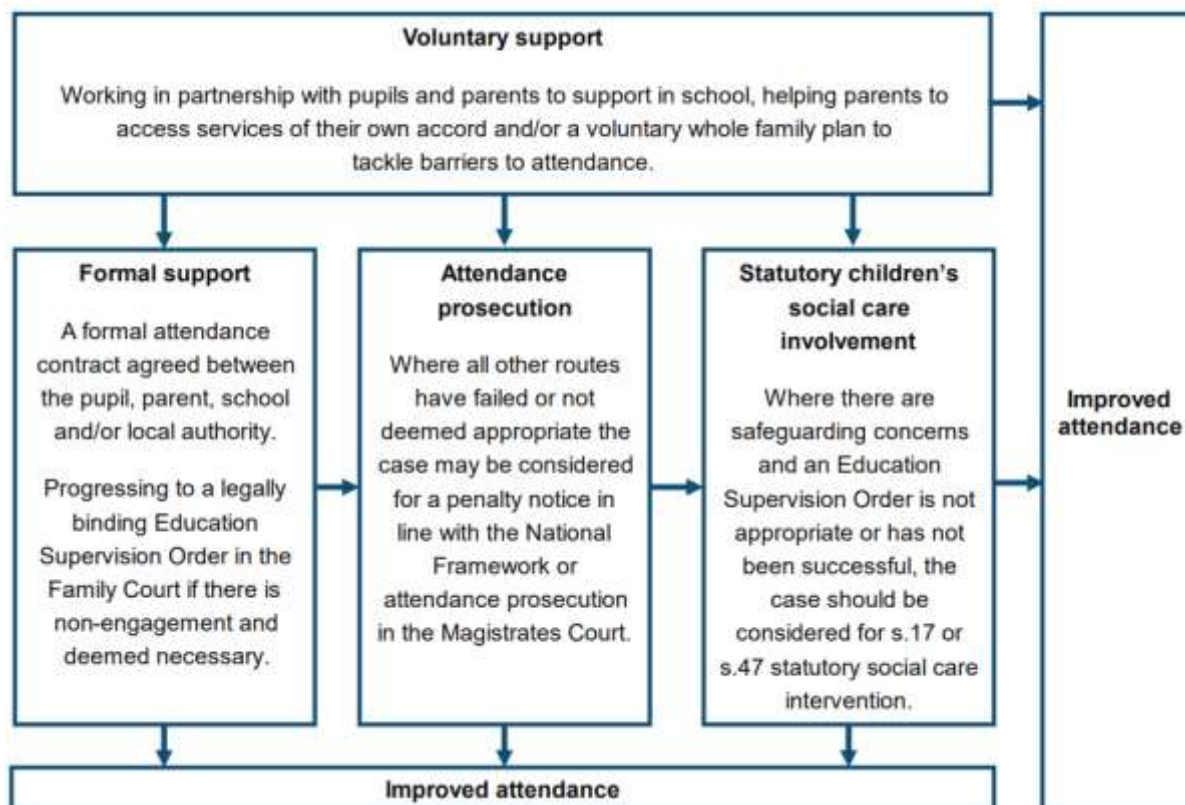 Voluntary support
Working in partnership with pupils and parents to support in school, helping parents to
access services of their own accord and/or a voluntary whole family plan to
tackle barriers to attendance.
Formal support
A formal attendance
contract agreed between
the pupil, parent, school
and/or local authority.
Progressing to a legally
binding Education
Supervision Order in the
Family Court if there is
non-engagement and
deemed necessary.
Attendance
prosecution
Where all other routes
have failed or not
deemed appropriate the
case may be considered
for a penalty notice in
line with the National
Framework or
attendance prosecution
in the Magistrates Court.
Statutory children’s
social care
involvement
Where there are
safeguarding concerns
and an Education
Supervision Order is not
appropriate or has not
been successful, the
case should be
considered for s.17 or
s.47 statutory social care
intervention.
Improved
attendance
Improved attendance